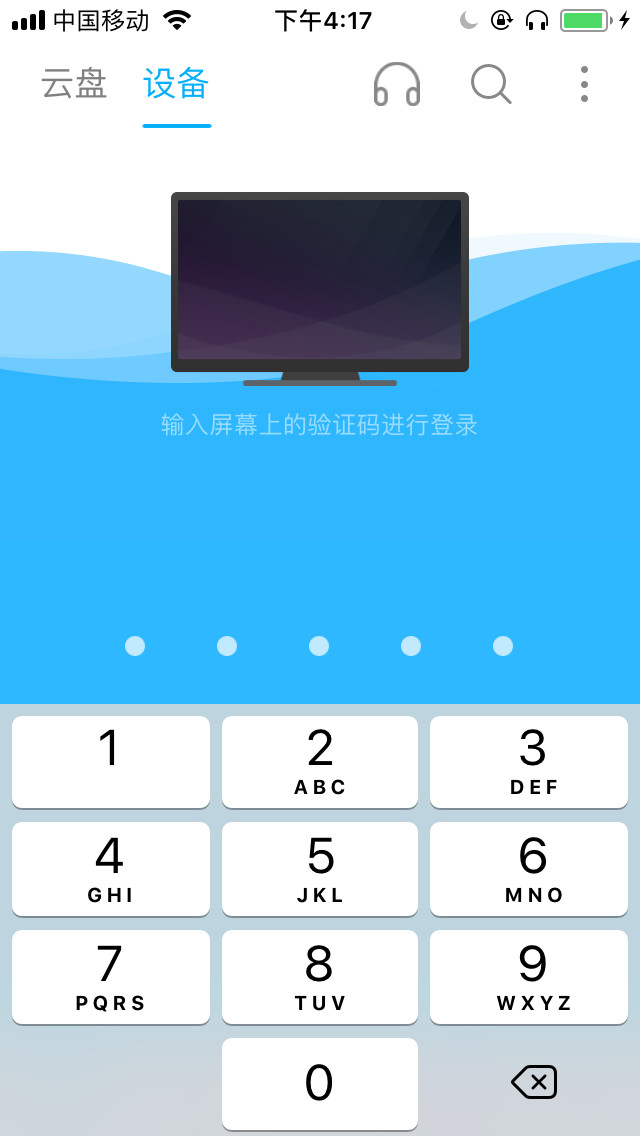 中国移动 下午4:17
云盘 设备
输入屏幕上的验证码进行登录
1 2 3
ABC DEF
4 5 6
GHI JKL MNO
7 8 9
PQRS TUV WXYZ
0